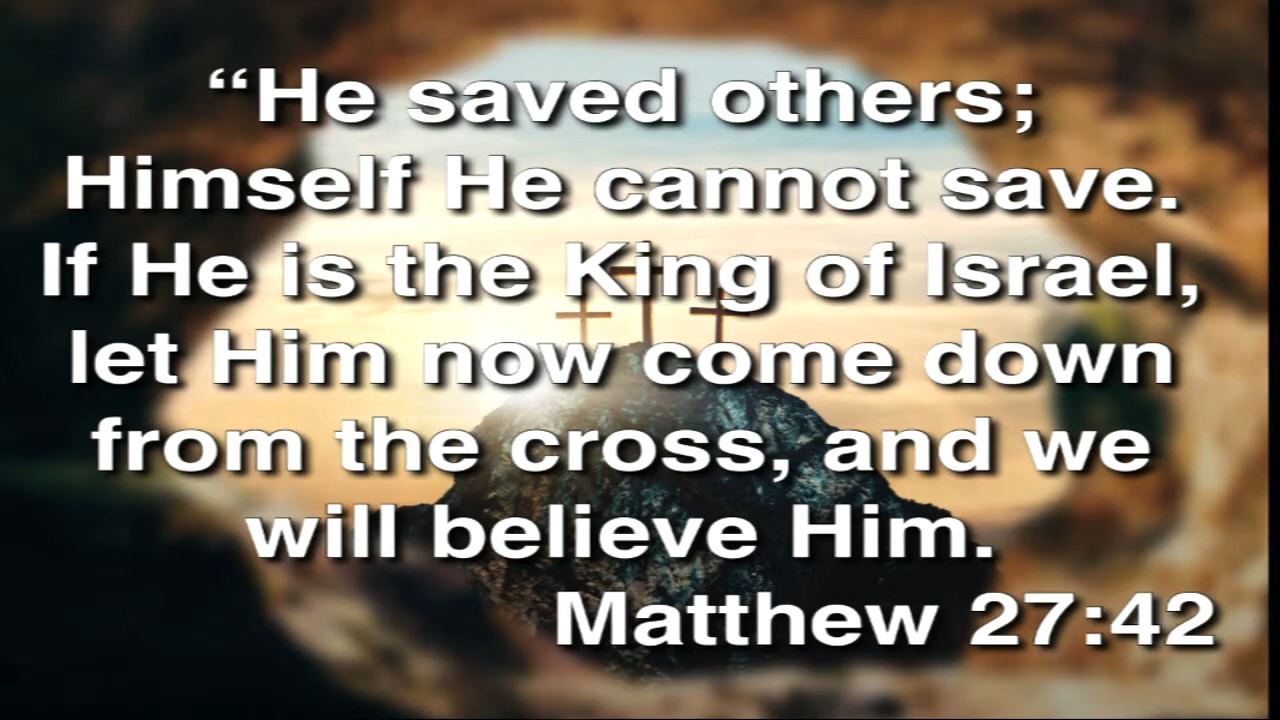 “He saved others;
Himself He cannot save.
If He is the King of Israel,
let Him now come down
from the cross, and we
will believe Him.
Matthew 27:42